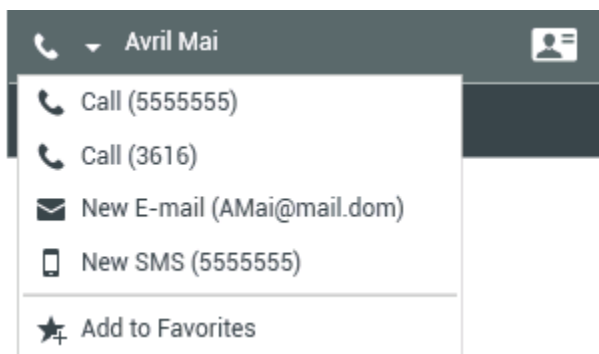 Avril Mai
Call (5555555)
Call (3616)
New E-mail (AMai@mail.dom)
New SMS (5555555)
Add to Favorites